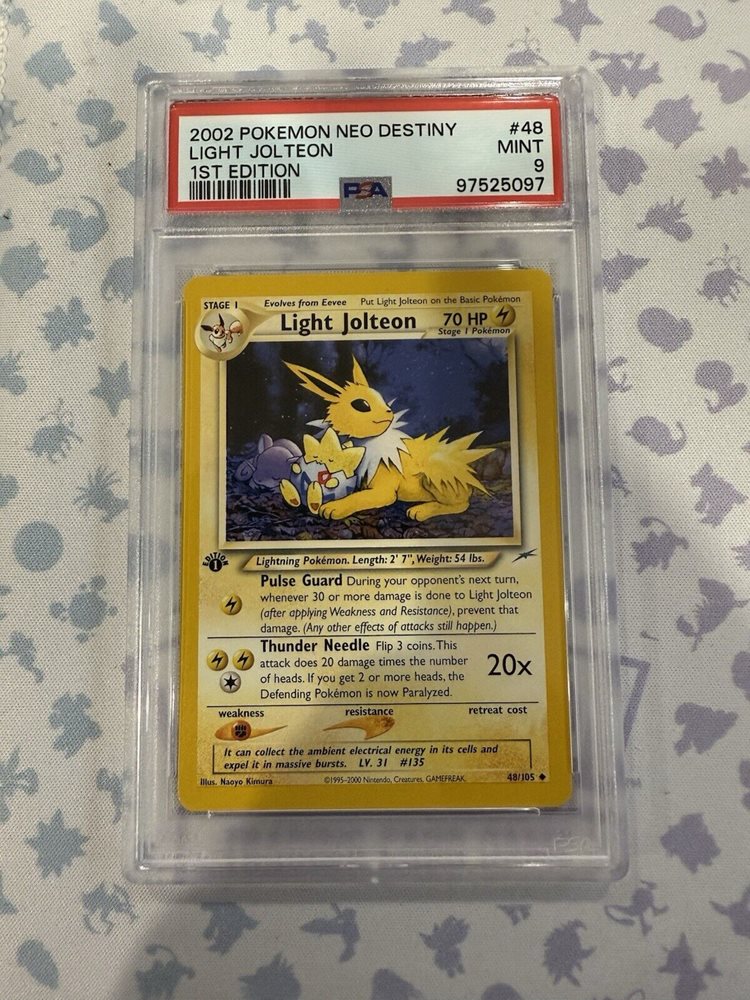 2002 POKEMON NEO DESTINY #48
LIGHT JOLTEON MINT
1ST EDITION 9
PSA 97525097
STAGE 1 Evolves from Eevee Put Light Jolteon on the Basic Pokémon
Light Jolteon 70 HP
Stage 1 Pokémon
EDITION
1
Lightning Pokémon. Length: 2' 7", Weight: 54 lbs.
Pulse Guard During your opponent's next turn,
whenever 30 or more damage is done to Light Jolteon
(after applying Weakness and Resistance), prevent that
damage. (Any other effects of attacks still happen.)
Thunder Needle Flip 3 coins. This
attack does 20 damage times the number
of heads. If you get 2 or more heads, the
Defending Pokémon is now Paralyzed.
20x
weakness resistance retreat cost
It can collect the ambient electrical energy in its cells and
expel it in massive bursts. LV. 31 #135
Illus. Naoyo Kimura ©1995-2000 Nintendo, Creatures, GAMEFREAK. 48/105
PSA